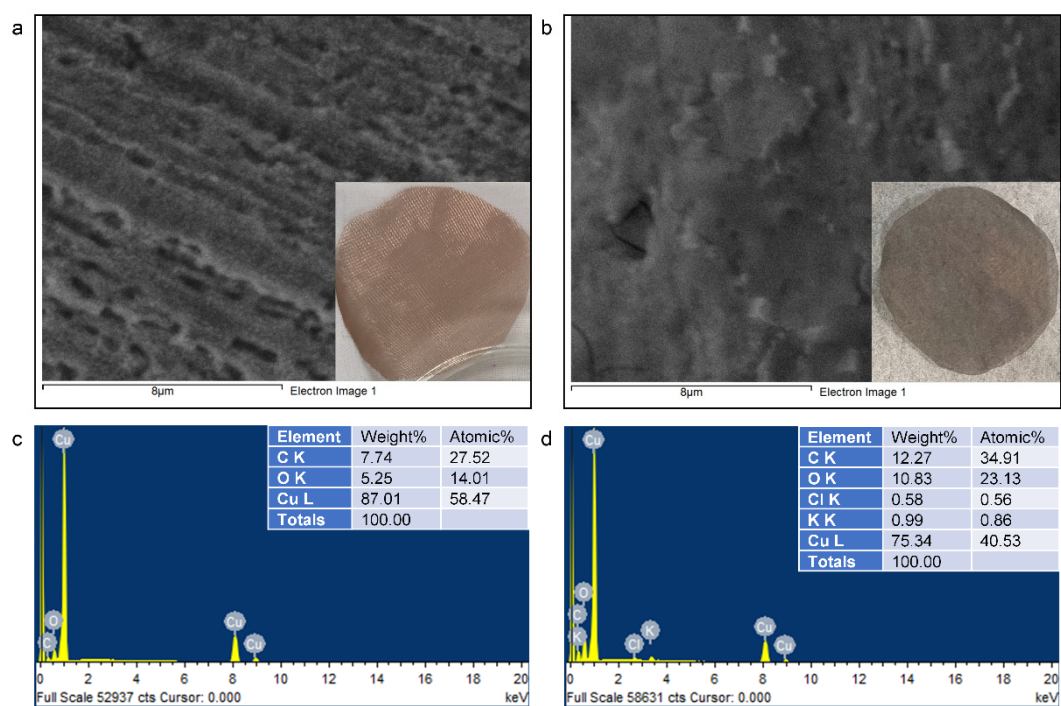 a
8µm Electron Image 1
b
8µm Electron Image 1
c
Cu
Element Weight% Atomic%
C K 7.74 27.52
O K 5.25 14.01
Cu L 87.01 58.47
Totals 100.00
O
C
Cu
Cu
0 2 4 6 8 10 12 14 16 18 20
Full Scale 52937 cts Cursor: 0.000 keV
d
Cu
Element Weight% Atomic%
C K 12.27 34.91
O K 10.83 23.13
Cl K 0.58 0.56
K K 0.99 0.86
Cu L 75.34 40.53
Totals 100.00
O
C
K
Cl
K
Cu
Cu
0 2 4 6 8 10 12 14 16 18 20
Full Scale 58631 cts Cursor: 0.000 keV